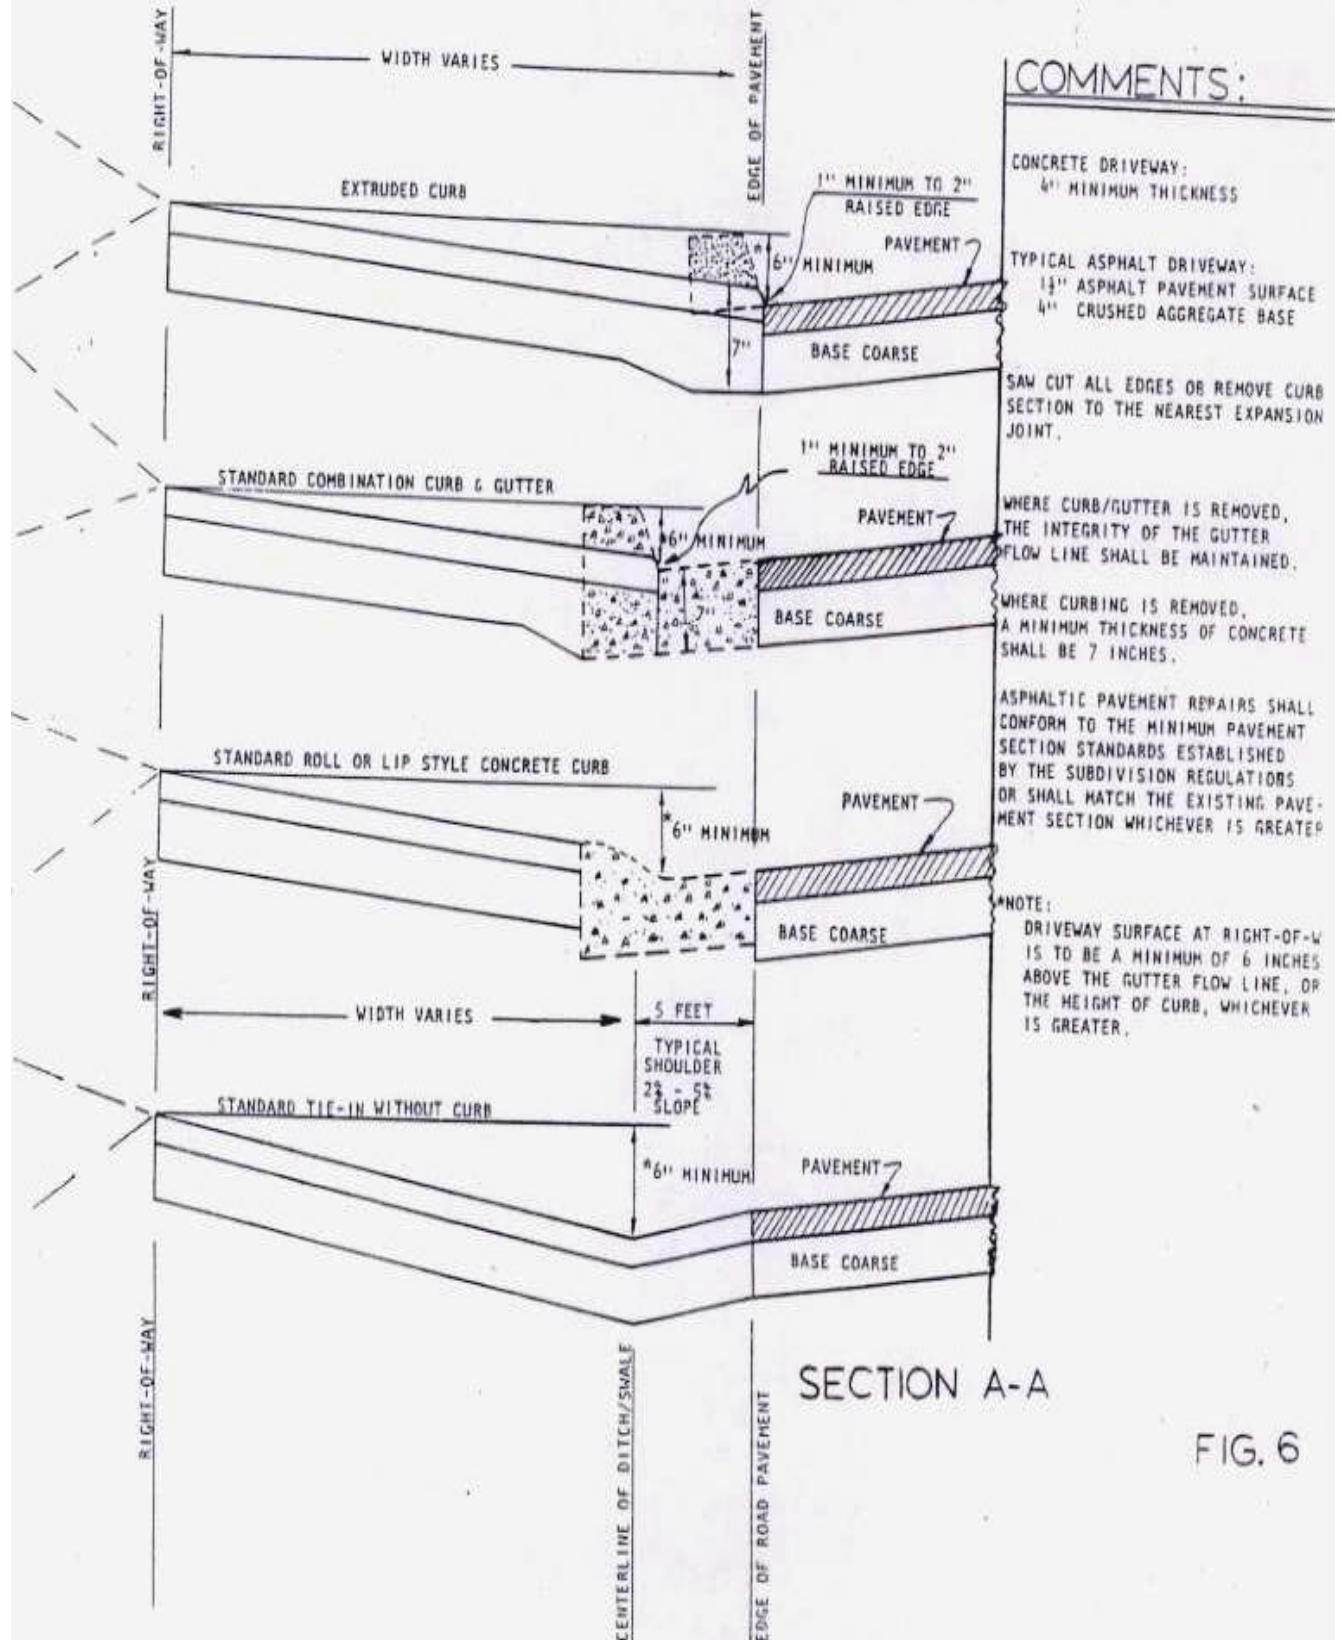 RIGHT-OF-WAY
WIDTH VARIES
EDGE OF PAVEMENT
EXTRUDED CURB
1" MINIMUM TO 2"
RAISED EDGE
*
6" MINIMUM
PAVEMENT
7"
BASE COARSE
STANDARD COMBINATION CURB & GUTTER
1" MINIMUM TO 2"
RAISED EDGE
*6" MINIMUM
PAVEMENT
7"
BASE COARSE
STANDARD ROLL OR LIP STYLE CONCRETE CURB
*6" MINIMUM
PAVEMENT
BASE COARSE
RIGHT-OF-WAY
WIDTH VARIES
5 FEET
TYPICAL
SHOULDER
2% - 5%
SLOPE
STANDARD TIE-IN WITHOUT CURB
*6" MINIMUM
PAVEMENT
BASE COARSE
RIGHT-OF-WAY
CENTERLINE OF DITCH/SWALE
EDGE OF ROAD PAVEMENT
COMMENTS:
CONCRETE DRIVEWAY:
4" MINIMUM THICKNESS
TYPICAL ASPHALT DRIVEWAY:
1½" ASPHALT PAVEMENT SURFACE
4" CRUSHED AGGREGATE BASE
SAW CUT ALL EDGES OR REMOVE CURB
SECTION TO THE NEAREST EXPANSION
JOINT.
WHERE CURB/GUTTER IS REMOVED,
THE INTEGRITY OF THE GUTTER
FLOW LINE SHALL BE MAINTAINED.
WHERE CURBING IS REMOVED,
A MINIMUM THICKNESS OF CONCRETE
SHALL BE 7 INCHES.
ASPHALTIC PAVEMENT REPAIRS SHALL
CONFORM TO THE MINIMUM PAVEMENT
SECTION STANDARDS ESTABLISHED
BY THE SUBDIVISION REGULATIONS
OR SHALL MATCH THE EXISTING PAVE-
MENT SECTION WHICHEVER IS GREATER
*NOTE:
DRIVEWAY SURFACE AT RIGHT-OF-W
IS TO BE A MINIMUM OF 6 INCHES
ABOVE THE GUTTER FLOW LINE, OR
THE HEIGHT OF CURB, WHICHEVER
IS GREATER.
SECTION A-A
FIG. 6